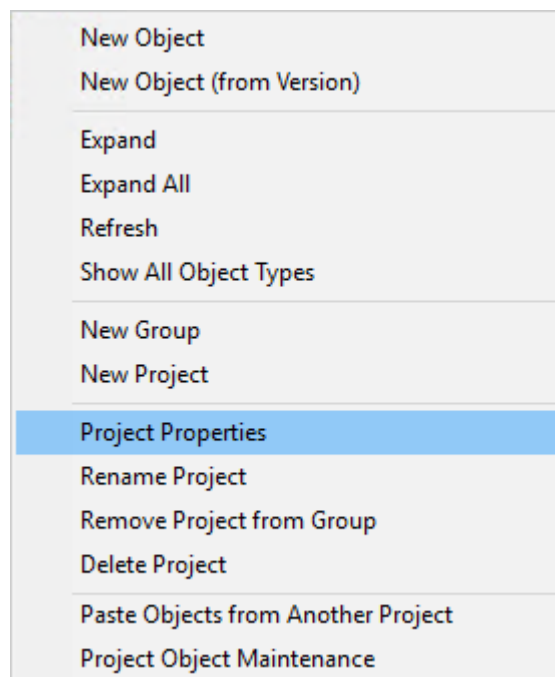 New Object
New Object (from Version)
Expand
Expand All
Refresh
Show All Object Types
New Group
New Project
Project Properties
Rename Project
Remove Project from Group
Delete Project
Paste Objects from Another Project
Project Object Maintenance